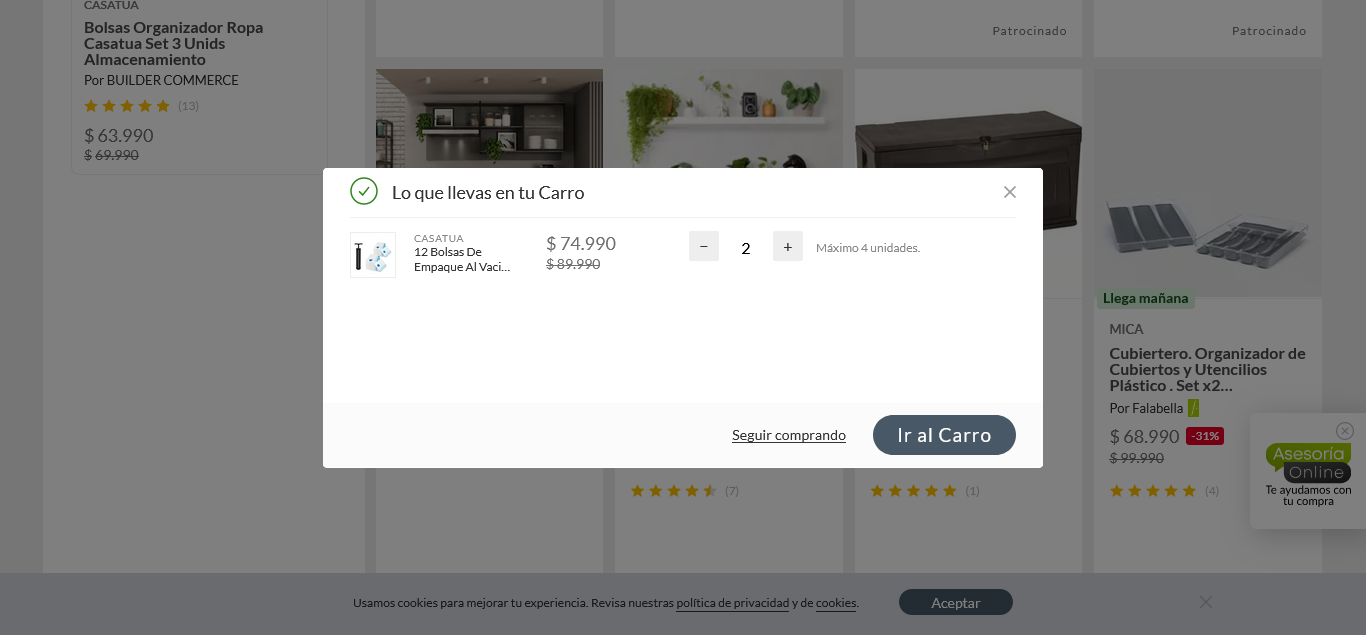 CASATUA
Bolsas Organizador Ropa
Casatua Set 3 Unids
Almacenamiento
Por BUILDER COMMERCE
(13)
$ 63.990
$ 69.990
Patrocinado
Patrocinado
Lo que llevas en tu Carro
CASATUA
12 Bolsas De
Empaque Al Vaci...
$ 74.990
$ 89.990
−
2
+
Máximo 4 unidades.
Seguir comprando
Ir al Carro
(7)
(1)
Llega mañana
MICA
Cubiertero. Organizador de
Cubiertos y Utencilios
Plástico . Set x2...
Por Falabella
$ 68.990 -31%
$ 99.990
(4)
Asesoría
Online
Te ayudamos con
tu compra
Usamos cookies para mejorar tu experiencia. Revisa nuestras política de privacidad y de cookies.
Aceptar